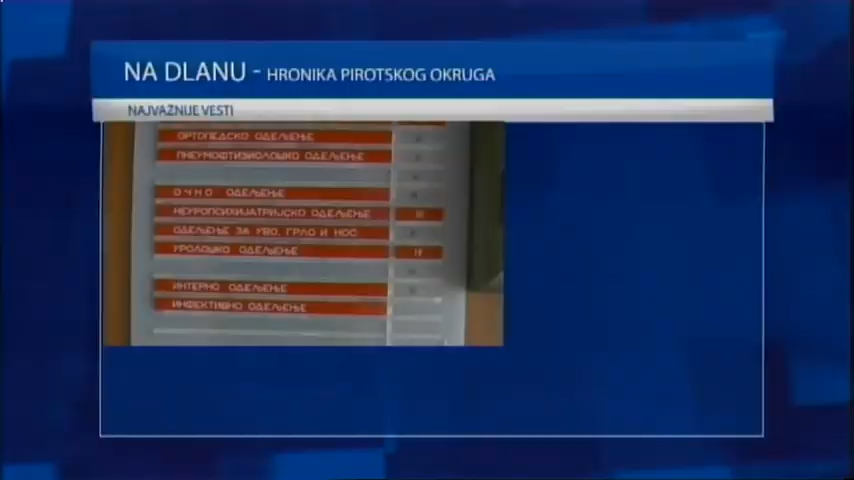 NA DLANU - HRONIKA PIROTSKOG OKRUGA
NAJVAŽNIJE VESTI
ОРТОПЕДСКО ОДЕЉЕЊЕ
ПНЕУМОФТИЗИОЛОШКО ОДЕЉЕЊЕ
ОЧНО ОДЕЉЕЊЕ
НЕУРОПСИХИЈАТРИЈСКО ОДЕЉЕЊЕ III
ОДЕЉЕЊЕ ЗА УВО, ГРЛО И НОС
УРОЛОШКО ОДЕЉЕЊЕ
ИНТЕРНО ОДЕЉЕЊЕ
ИНФЕКТИВНО ОДЕЉЕЊЕ